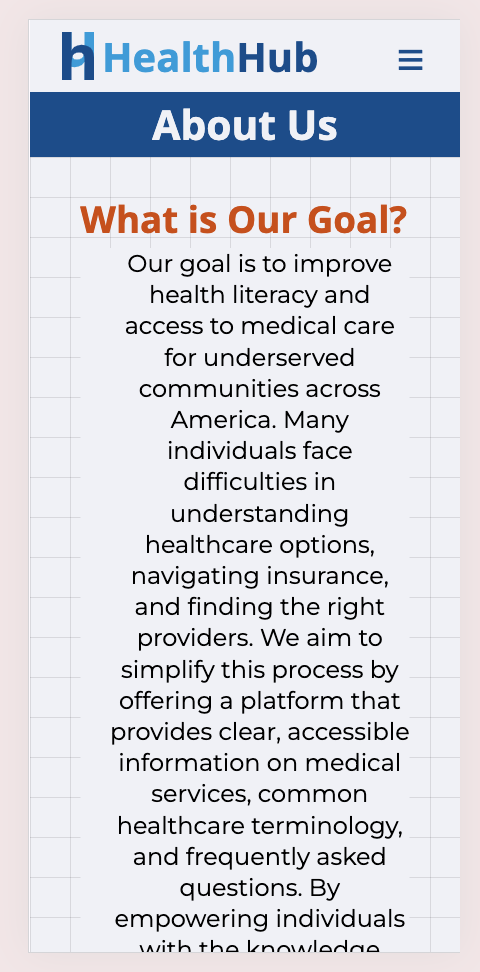 HealthHub
About Us
What is Our Goal?
Our goal is to improve
health literacy and
access to medical care
for underserved
communities across
America. Many
individuals face
difficulties in
understanding
healthcare options,
navigating insurance,
and finding the right
providers. We aim to
simplify this process by
offering a platform that
provides clear, accessible
information on medical
services, common
healthcare terminology,
and frequently asked
questions. By
empowering individuals
with the knowledge